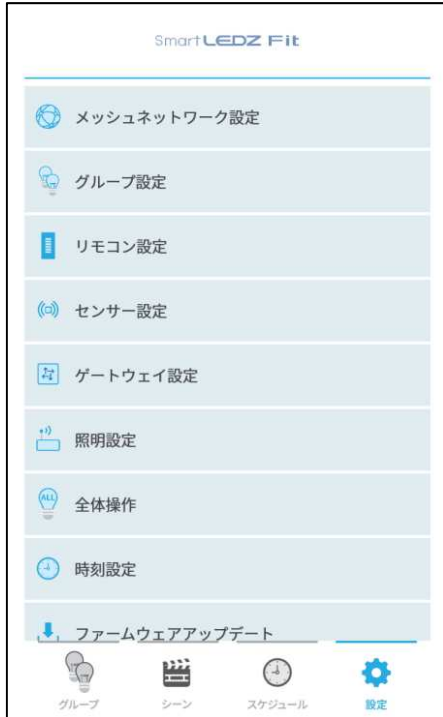 Smart LEDZ Fit
メッシュネットワーク設定
グループ設定
リモコン設定
センサー設定
ゲートウェイ設定
照明設定
ALL 全体操作
時刻設定
ファームウェアアップデート
グループ シーン スケジュール 設定